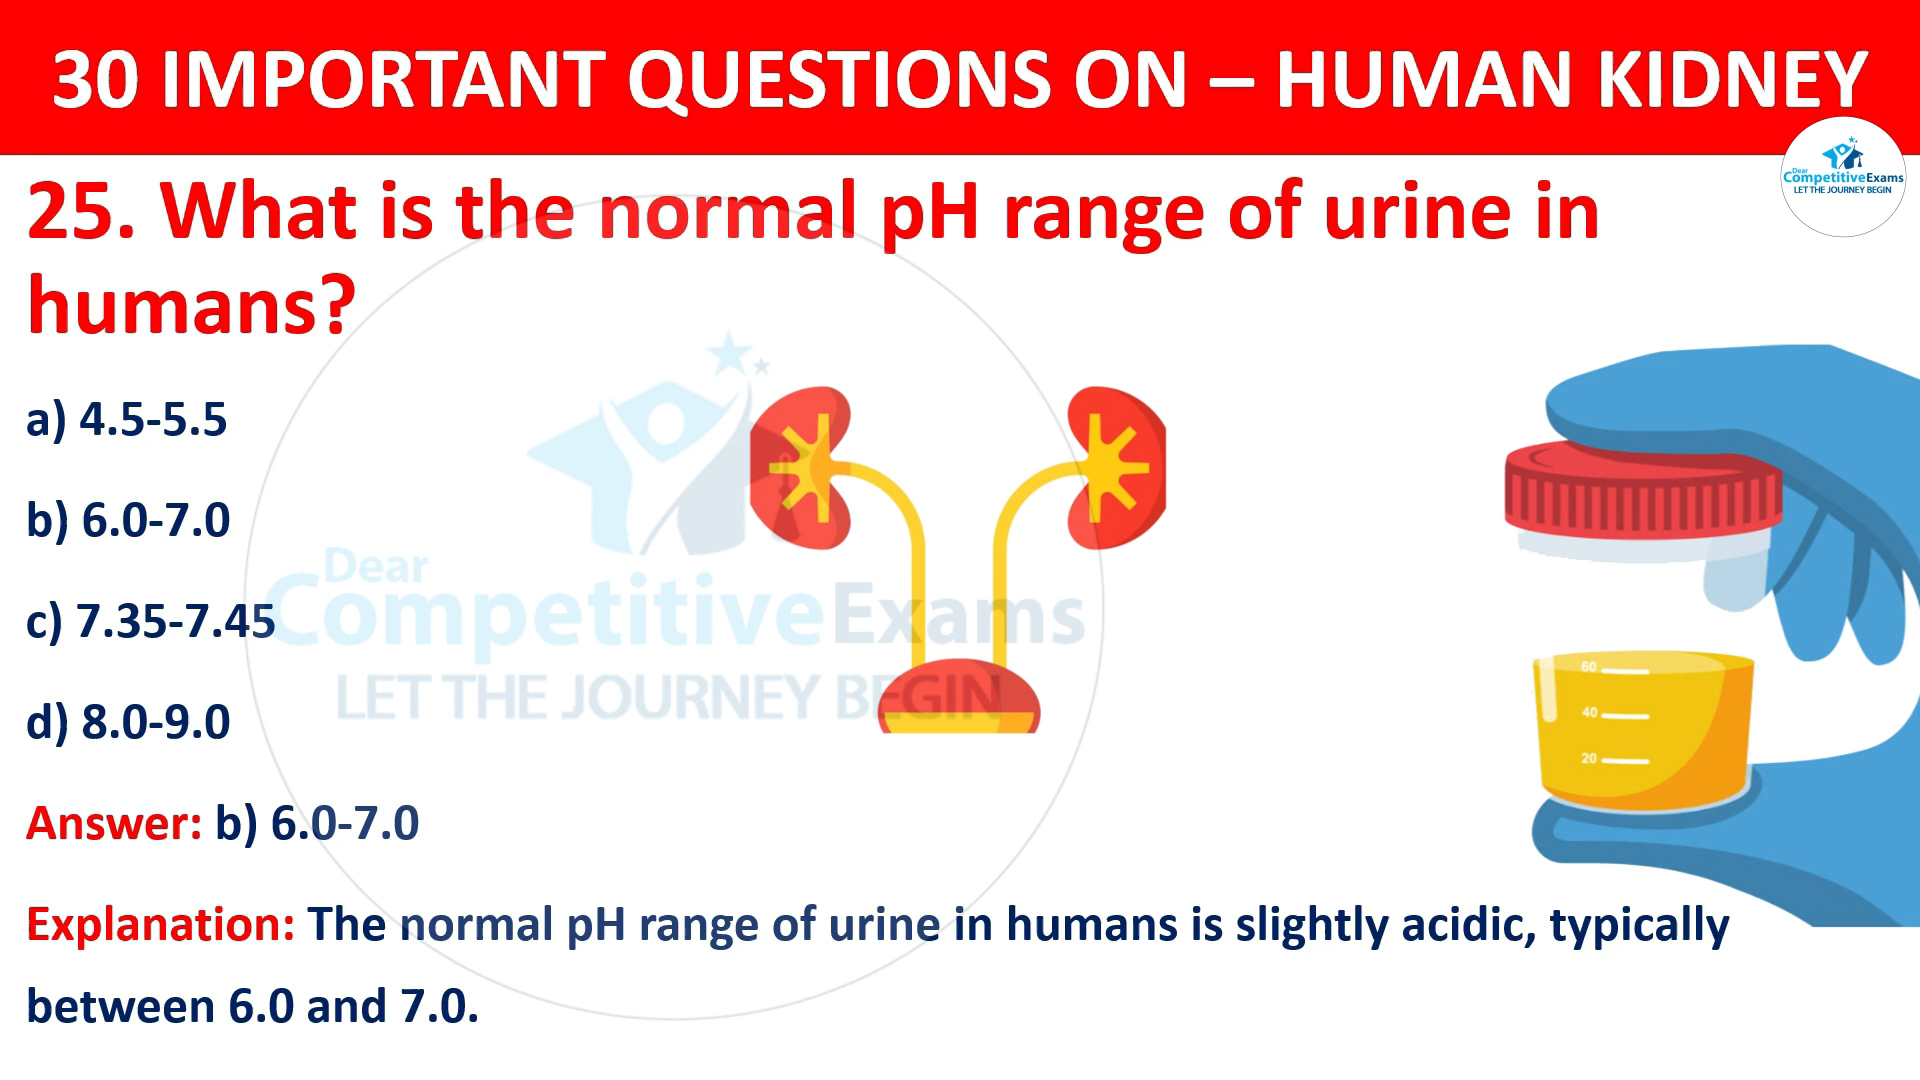 30 IMPORTANT QUESTIONS ON – HUMAN KIDNEY
Dear
CompetitiveExams
LET THE JOURNEY BEGIN
25. What is the normal pH range of urine in
humans?
a) 4.5-5.5
b) 6.0-7.0
c) 7.35-7.45
d) 8.0-9.0
Dear
CompetitiveExams
LET THE JOURNEY BEGIN
60
40
20
Answer: b) 6.0-7.0
Explanation: The normal pH range of urine in humans is slightly acidic, typically
between 6.0 and 7.0.